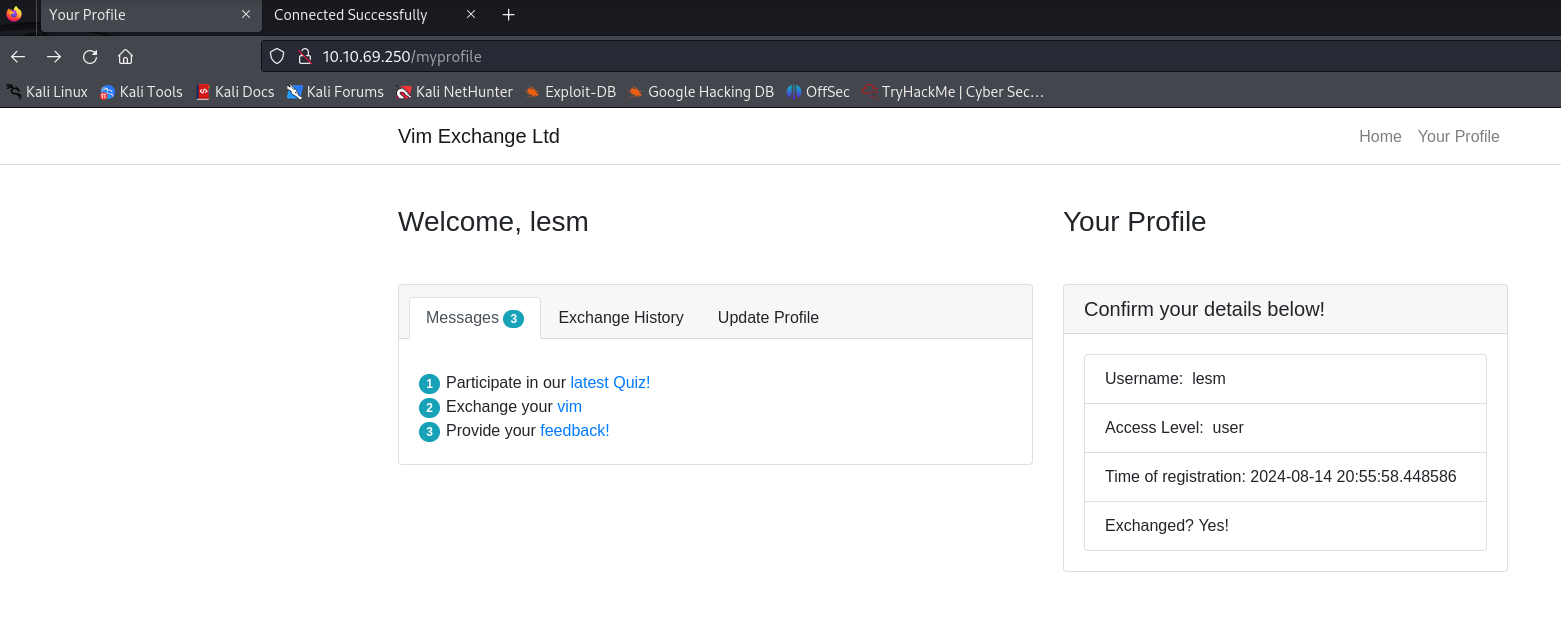 Your Profile
Connected Successfully
10.10.69.250/myprofile
Kali Linux Kali Tools Kali Docs Kali Forums Kali NetHunter Exploit-DB Google Hacking DB OffSec TryHackMe | Cyber Sec...
Vim Exchange Ltd
Home Your Profile
Welcome, lesm
Messages 3 Exchange History Update Profile
1 Participate in our latest Quiz!
2 Exchange your vim
3 Provide your feedback!
Your Profile
Confirm your details below!
Username: lesm
Access Level: user
Time of registration: 2024-08-14 20:55:58.448586
Exchanged? Yes!